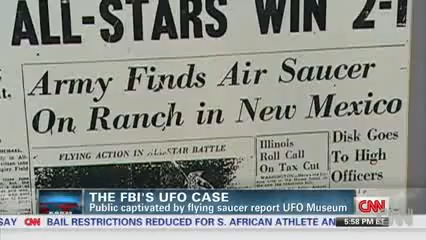 ALL-STARS WIN 2-1
Army Finds Air Saucer
On Ranch in New Mexico
FLYING ACTION IN ALL-STAR BATTLE
Illinois
Roll Call
On Tax Cut
Disk Goes
To High
Officers
THE FBI'S UFO CASE
Public captivated by flying saucer report UFO Museum
CNN
SAY CNN BAIL RESTRICTIONS REDUCED FOR S. AFRICAN ATHLETE AN
5:58 PM ET